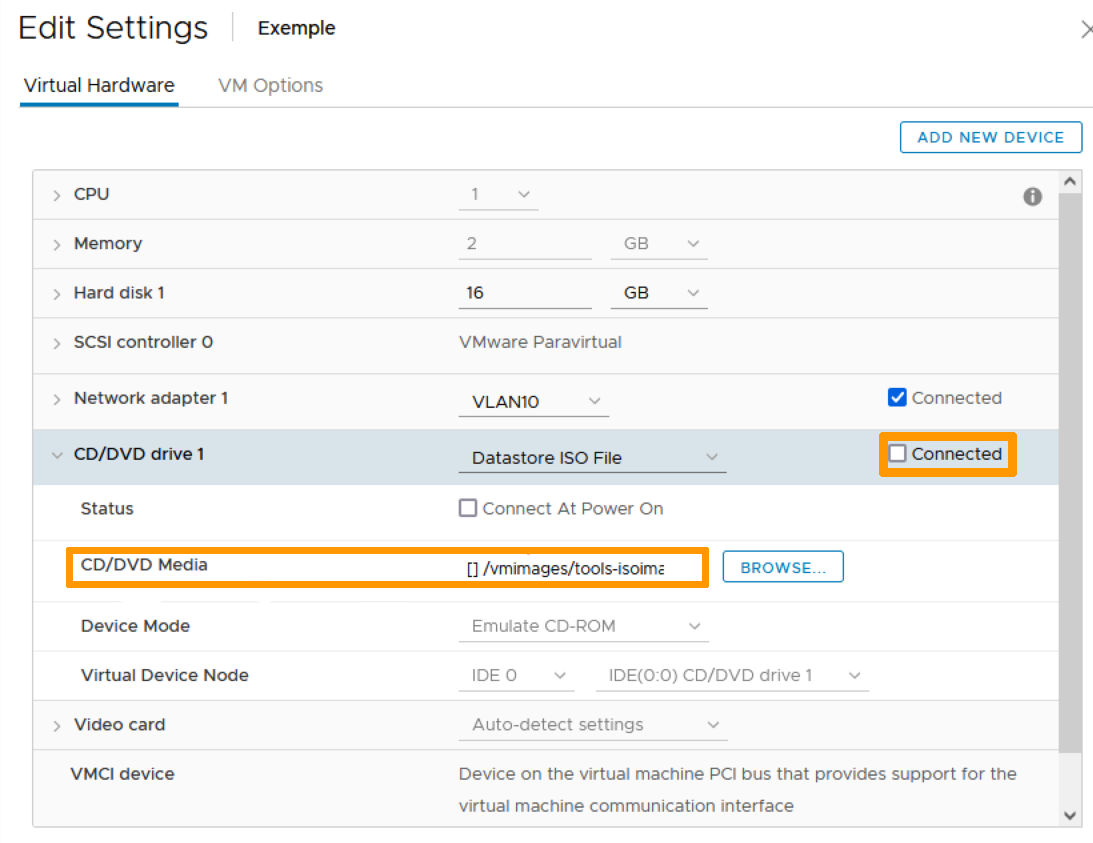 Edit Settings Exemple
Virtual Hardware VM Options
ADD NEW DEVICE
CPU 1
Memory 2 GB
Hard disk 1 16 GB
SCSI controller 0 VMware Paravirtual
Network adapter 1 VLAN10 Connected
CD/DVD drive 1 Datastore ISO File Connected
Status Connect At Power On
CD/DVD Media [] /vmimages/tools-isoima BROWSE...
Device Mode Emulate CD-ROM
Virtual Device Node IDE 0 IDE(0:0) CD/DVD drive 1
Video card Auto-detect settings
VMCI device Device on the virtual machine PCI bus that provides support for the
virtual machine communication interface